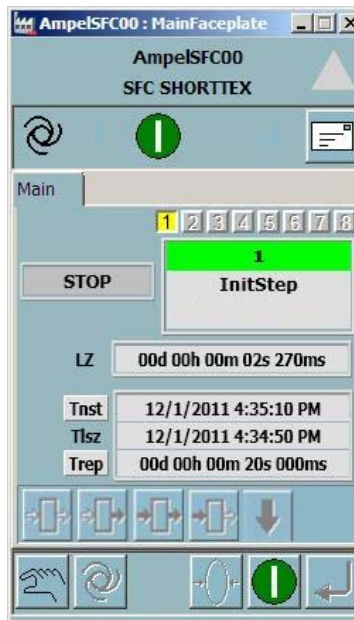 AmpelSFC00 : MainFaceplate
AmpelSFC00
SFC SHORTTEX
Main
1 2 3 4 5 6 7 8
1
STOP
InitStep
LZ 00d 00h 00m 02s 270ms
Tnst 12/1/2011 4:35:10 PM
Tlsz 12/1/2011 4:34:50 PM
Trep 00d 00h 00m 20s 000ms